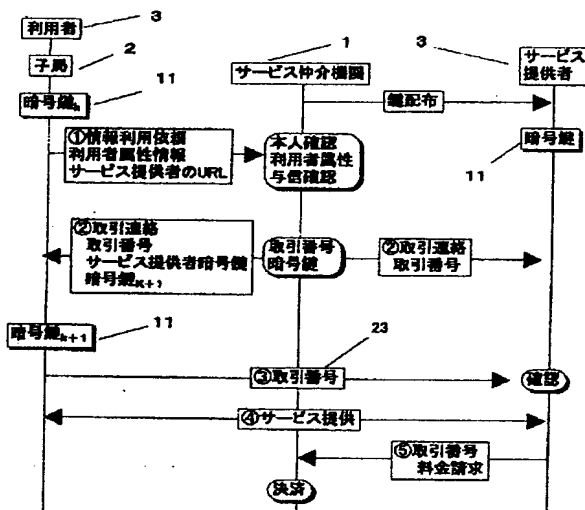 3
利用者
2
子局
11
暗号鍵k
1
サービス仲介機関
3
サービス
提供者
鍵配布
暗号鍵
11
①情報利用依頼
利用者属性情報
サービス提供者のURL
本人確認
利用者属性
与信確認
②取引連絡
取引番号
サービス提供者暗号鍵
暗号鍵K+1
取引番号
暗号鍵
②取引連絡
取引番号
11
暗号鍵k+1
23
③取引番号
確認
④サービス提供
⑤取引番号
料金請求
決済